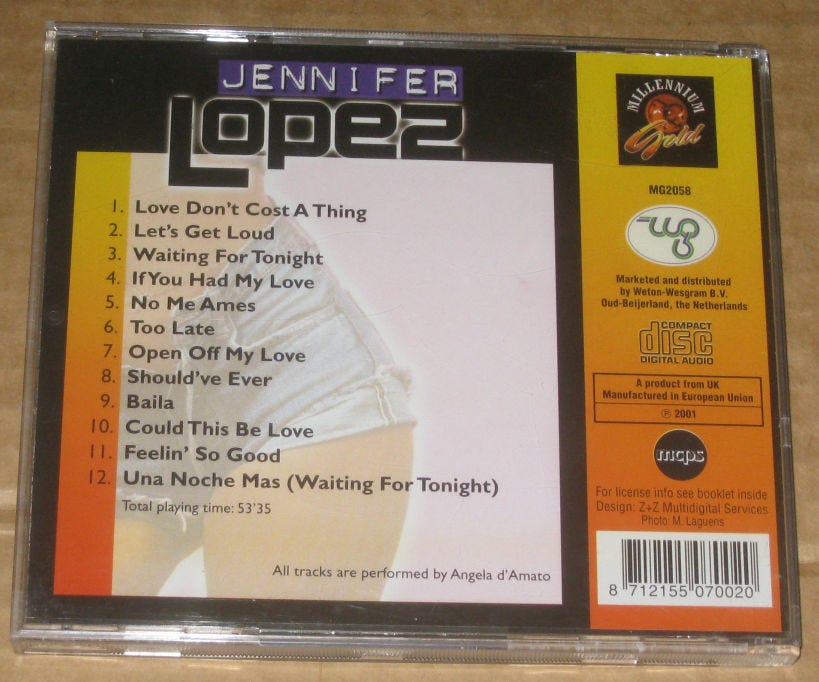 JENNIFER
Lopez
1. Love Don't Cost A Thing
2. Let's Get Loud
3. Waiting For Tonight
4. If You Had My Love
5. No Me Ames
6. Too Late
7. Open Off My Love
8. Should've Ever
9. Baila
10. Could This Be Love
11. Feelin' So Good
12. Una Noche Mas (Waiting For Tonight)
Total playing time: 53'35
All tracks are performed by Angela d'Amato
MILLENNIUM
Gold
MG2058
Marketed and distributed
by Weton-Wesgram B.V.
Oud-Beijerland, the Netherlands
COMPACT
disc
DIGITAL AUDIO
A product from UK
Manufactured in European Union
℗ 2001
mcps
For license info see booklet inside
Design: Z+Z Multidigital Services
Photo: M. Laguens
8 712155 070020